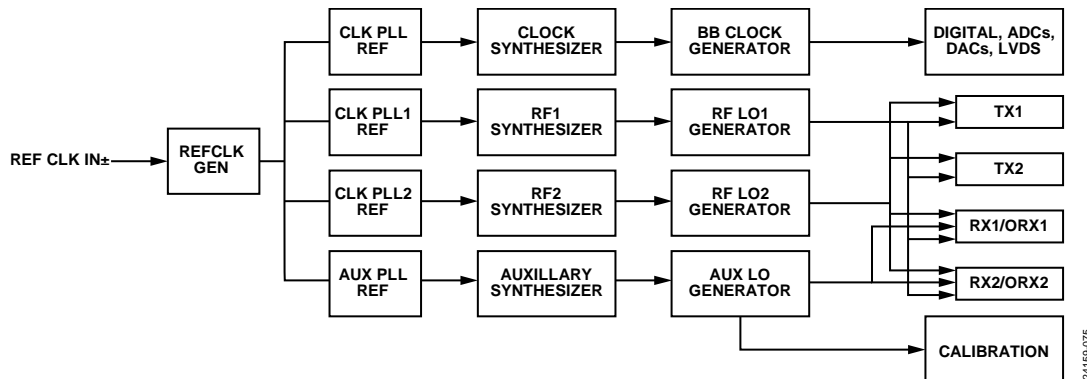 CLK PLL
REF
CLOCK
SYNTHESIZER
BB CLOCK
GENERATOR
DIGITAL, ADCs,
DACs, LVDS
CLK PLL1
REF
RF1
SYNTHESIZER
RF LO1
GENERATOR
TX1
REF CLK IN±
REFCLK
GEN
TX2
CLK PLL2
REF
RF2
SYNTHESIZER
RF LO2
GENERATOR
RX1/ORX1
AUX PLL
REF
AUXILLARY
SYNTHESIZER
AUX LO
GENERATOR
RX2/ORX2
CALIBRATION
24159-075